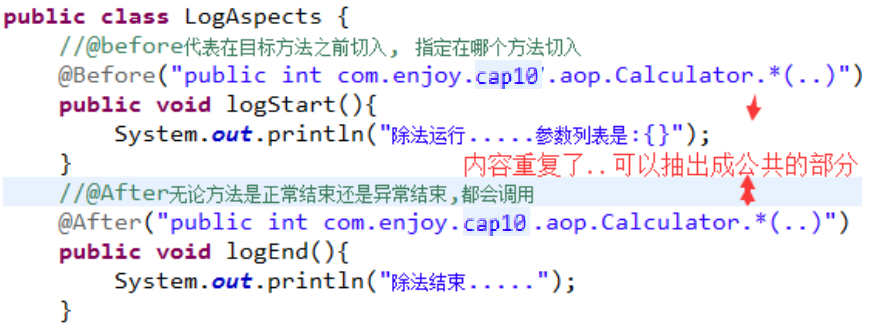 public class LogAspects {
//@before代表在目标方法之前切入, 指定在哪个方法切入
@Before("public int com.enjoy.cap10'.aop.Calculator.*(..)")
public void logStart(){
System.out.println("除法运行.....参数列表是:{}");
}
内容重复了..可以抽出成公共的部分
//@After无论方法是正常结束还是异常结束,都会调用
@After("public int com.enjoy.cap10.aop.Calculator.*(..)")
public void logEnd(){
System.out.println("除法结束.....");
}